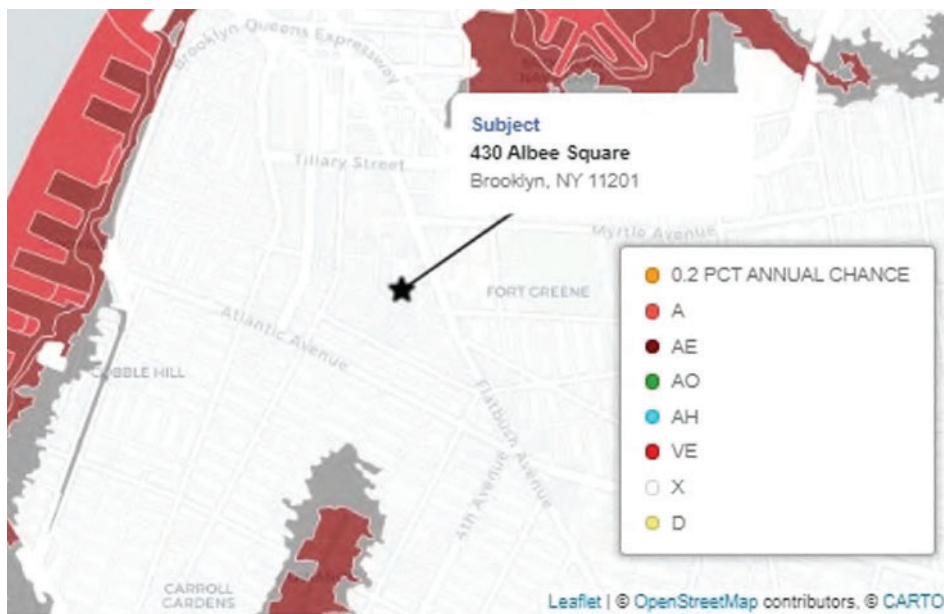 Brooklyn Queens Expressway
Subject
430 Albee Square
Brooklyn, NY 11201
Tillary Street
Myrtle Avenue
FORT GREENE
Atlantic Avenue
COBBLE HILL
Flatbush Avenue
4th Avenue
CARROLL
GARDENS
0.2 PCT ANNUAL CHANCE
A
AE
AO
AH
VE
X
D
Leaflet | © OpenStreetMap contributors, © CARTO